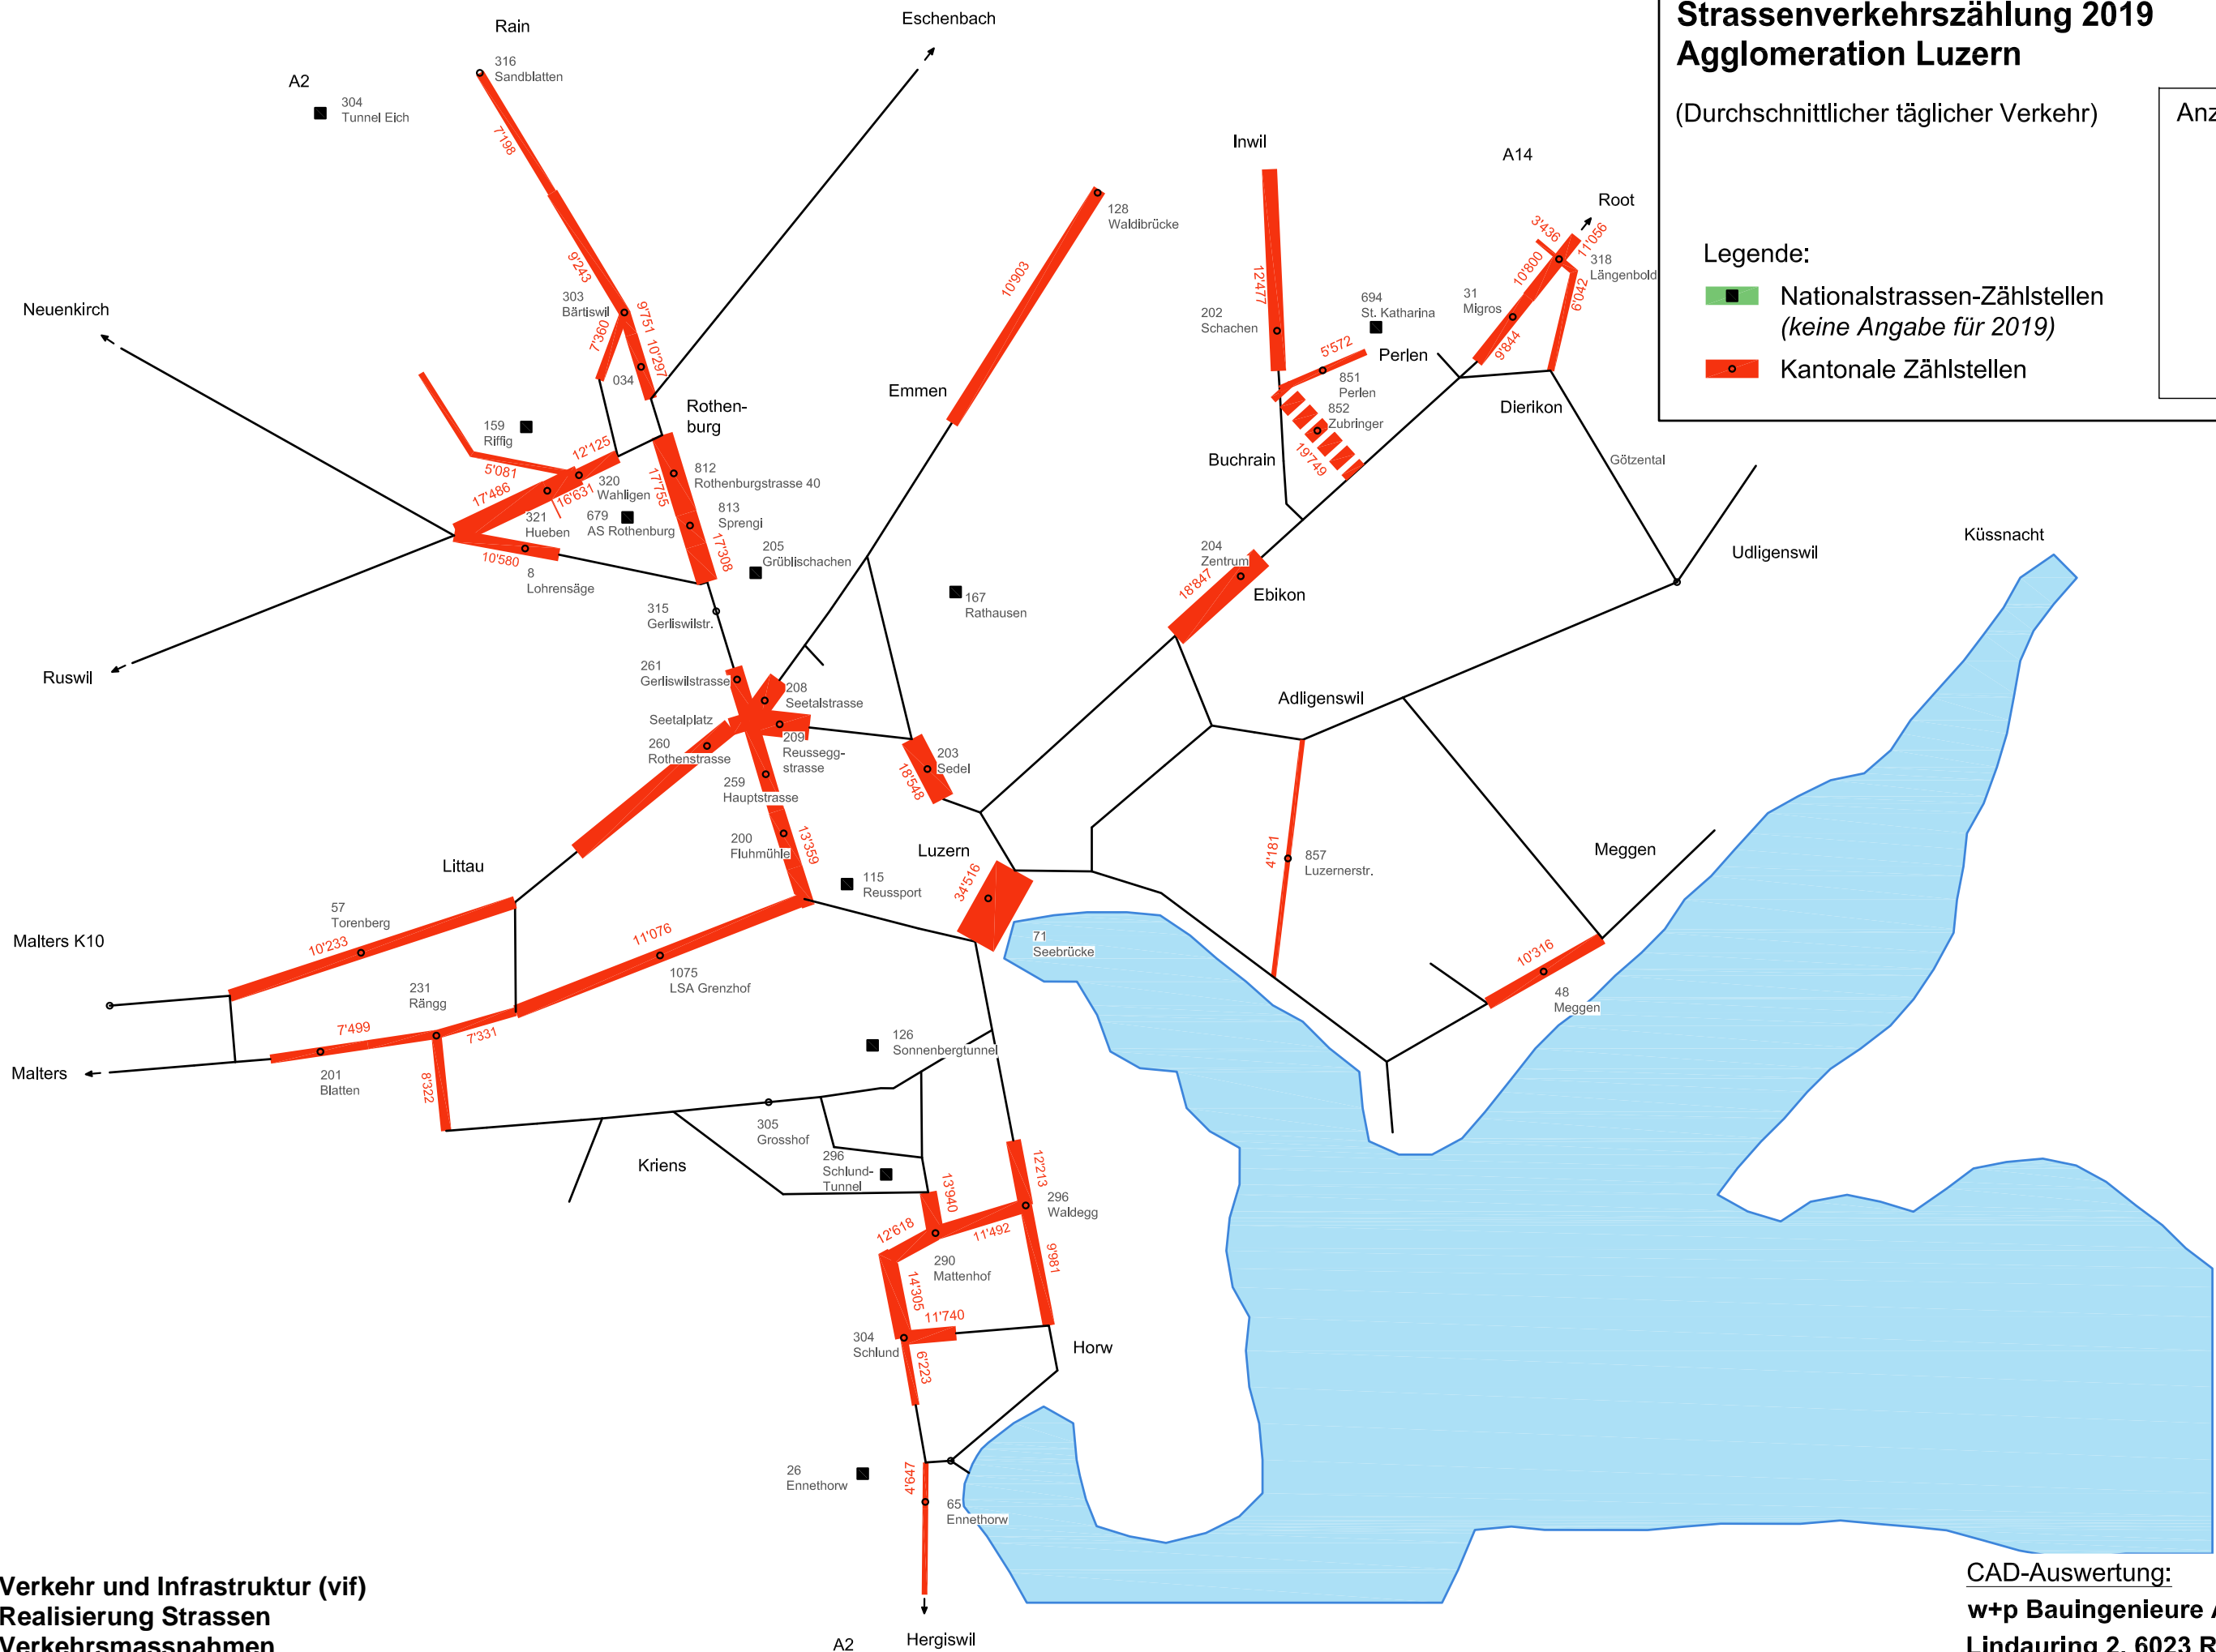 Strassenverkehrszählung 2019
Agglomeration Luzern
(Durchschnittlicher täglicher Verkehr)
Legende:
Nationalstrassen-Zählstellen
(keine Angabe für 2019)
Kantonale Zählstellen
Rain
Eschenbach
316
Sandblatten
A2
304
Tunnel Eich
7'198
9'243
303
Bärtiswil
9'751
10'297
7'360
034
Neuenkirch
Rothen-
burg
159
Riffig
5'081
12'125
17'486
16'631
320
Wahligen
321
Hueben
679
AS Rothenburg
10'580
8
Lohrensäge
812
Rothenburgstrasse 40
17'755
813
Sprengi
17'308
205
Grüblischachen
315
Gerliswilstr.
Ruswil
Inwil
A14
Root
128
Waldibrücke
10'903
Emmen
12'477
202
Schachen
694
St. Katharina
5'572
Perlen
851
Perlen
852
Zubringer
19'749
Buchrain
3'436
11'056
10'800
318
Längenbold
31
Migros
6'042
9'844
Dierikon
Götzental
Udligenswil
Küssnacht
204
Zentrum
18'847
Ebikon
167
Rathausen
261
Gerliswilstrasse
208
Seetalstrasse
Seetalplatz
260
Rothenstrasse
209
Reussegg-
strasse
259
Hauptstrasse
203
Sedel
18'548
200
Fluhmühle
13'359
Adligenswil
4'181
857
Luzernerstr.
Meggen
10'316
48
Meggen
Littau
Luzern
115
Reussport
34'516
71
Seebrücke
57
Torenberg
10'233
Malters K10
11'076
1075
LSA Grenzhof
231
Rängg
7'499
7'331
201
Blatten
8'322
Malters
126
Sonnenbergtunnel
305
Grosshof
Kriens
296
Schlund-
Tunnel
13'940
12'213
296
Waldegg
12'618
11'492
290
Mattenhof
9'981
14'305
11'740
304
Schlund
6'223
Horw
26
Ennethorw
4'647
65
Ennethorw
A2
Hergiswil
Verkehr und Infrastruktur (vif)
Realisierung Strassen
Verkehrsmassnahmen
CAD-Auswertung:
w+p Bauingenieure
Lindauring 2, 6023